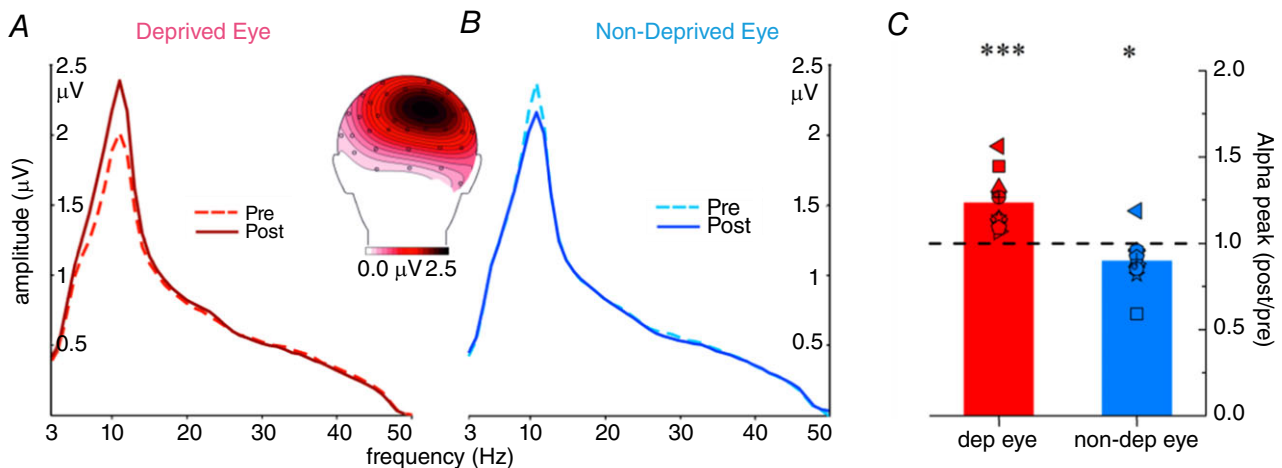 A
Deprived Eye
2.5
μV
2
1.5
1
0.5
amplitude (μV)
Pre
Post
3
10
20
30
40
50
0.0 μV 2.5
frequency (Hz)
B
Non-Deprived Eye
2.5
μV
2
1.5
1
0.5
Pre
Post
3
10
20
30
40
50
C
***
*
2.0
1.5
1.0
0.5
0.0
Alpha peak (post/pre)
dep eye
non-dep eye